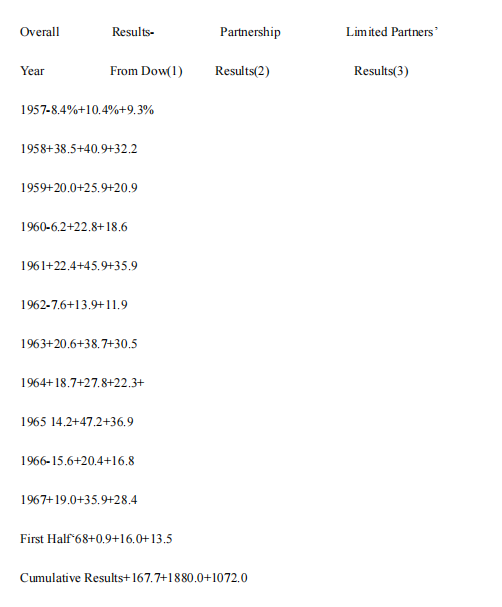 Overall Results- Partnership Limited Partners’
Year From Dow(1) Results(2) Results(3)
1957-8.4%+10.4%+9.3%
1958+38.5+40.9+32.2
1959+20.0+25.9+20.9
1960-6.2+22.8+18.6
1961+22.4+45.9+35.9
1962-7.6+13.9+11.9
1963+20.6+38.7+30.5
1964+18.7+27.8+22.3+
1965 14.2+47.2+36.9
1966-15.6+20.4+16.8
1967+19.0+35.9+28.4
First Half‘68+0.9+16.0+13.5
Cumulative Results+167.7+1880.0+1072.0